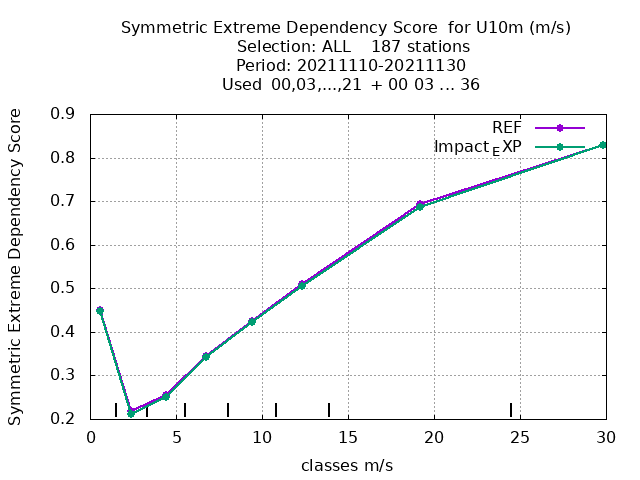 Symmetric Extreme Dependency Score for U10m (m/s)
Selection: ALL 187 stations
Period: 20211110-20211130
Used 00,03,...,21 + 00 03 ... 36
Symmetric Extreme Dependency Score
0.9
0.8
0.7
0.6
0.5
0.4
0.3
0.2
REF
Impact_EXP
0 5 10 15 20 25 30
classes m/s